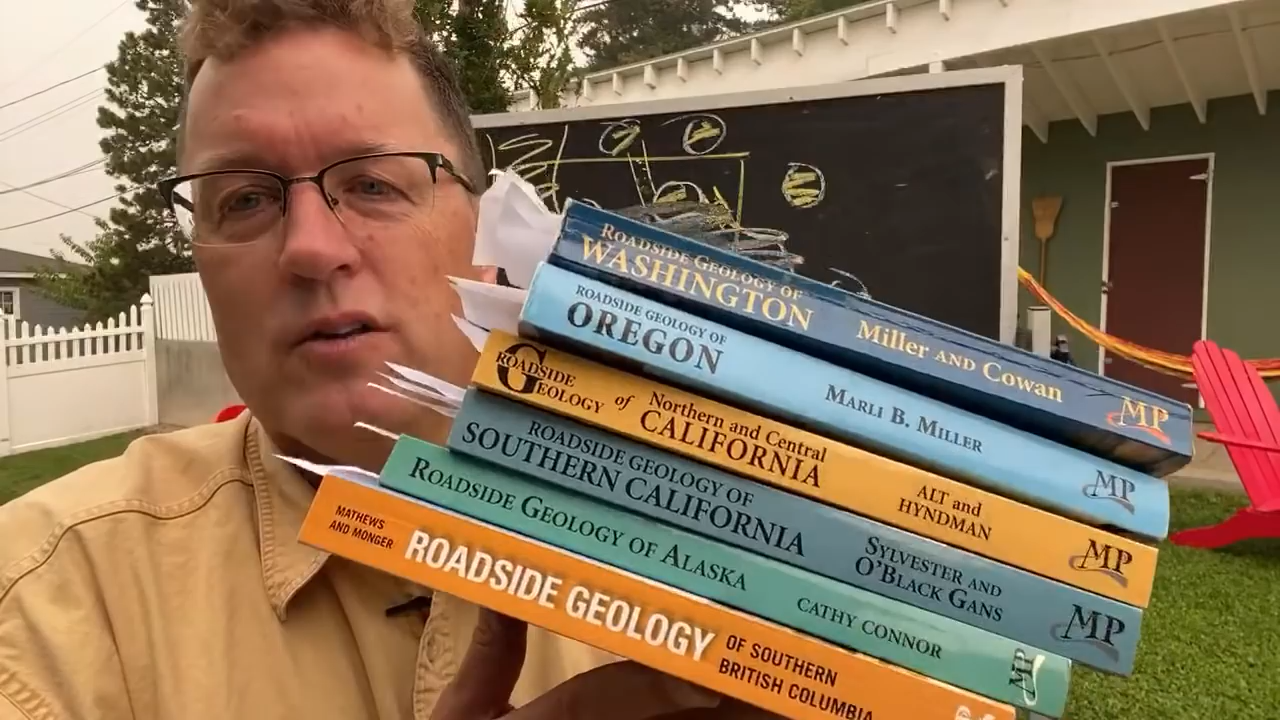 ROADSIDE GEOLOGY OF
WASHINGTON
MILLER AND COWAN
MP
ROADSIDE GEOLOGY OF
OREGON
MARLI B. MILLER
MP
ROADSIDE
GEOLOGY
of
Northern and Central
CALIFORNIA
ALT and
HYNDMAN
MP
ROADSIDE GEOLOGY OF
SOUTHERN CALIFORNIA
SYLVESTER AND
O'BLACK GANS
MP
ROADSIDE GEOLOGY OF ALASKA
CATHY CONNOR
MP
MATHEWS
AND MONGER
ROADSIDE GEOLOGY
OF SOUTHERN
BRITISH COLUMBIA